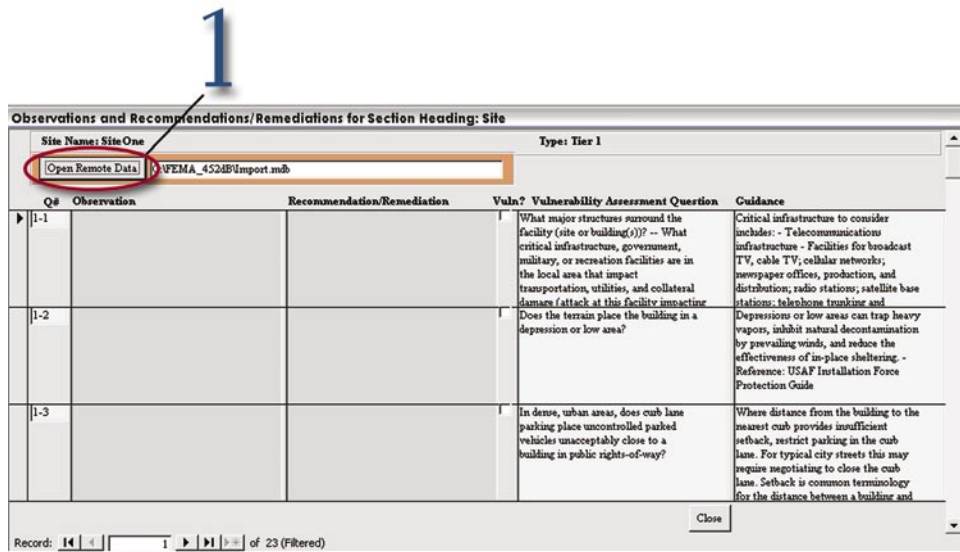 1
Observations and Recommendations/Remediations for Section Heading: Site
Site Name: SiteOne Type: Tier 1
Open Remote Data \FEMA_452dB\Import.mdb
Q# Observation Recommendation/Remediation Vuln? Vulnerability Assessment Question Guidance
1-1
What major structures surround the
facility (site or building(s))? -- What
critical infrastructure, government,
military, or recreation facilities are in
the local area that impact
transportation, utilities, and collateral
damage (attack at this facility impacting
Critical infrastructure to consider
includes: - Telecommunications
infrastructure - Facilities for broadcast
TV, cable TV; cellular networks;
newspaper offices, production, and
distribution; radio stations; satellite base
stations; telephone trunking and
1-2
Does the terrain place the building in a
depression or low area?
Depressions or low areas can trap heavy
vapors, inhibit natural decontamination
by prevailing winds, and reduce the
effectiveness of in-place sheltering. -
Reference: USAF Installation Force
Protection Guide
1-3
In dense, urban areas, does curb lane
parking place uncontrolled parked
vehicles unacceptably close to a
building in public rights-of-way?
Where distance from the building to the
nearest curb provides insufficient
setback, restrict parking in the curb
lane. For typical city streets this may
require negotiating to close the curb
lane. Setback is common terminology
for the distance between a building and
Close
Record: 1 of 23 (Filtered)